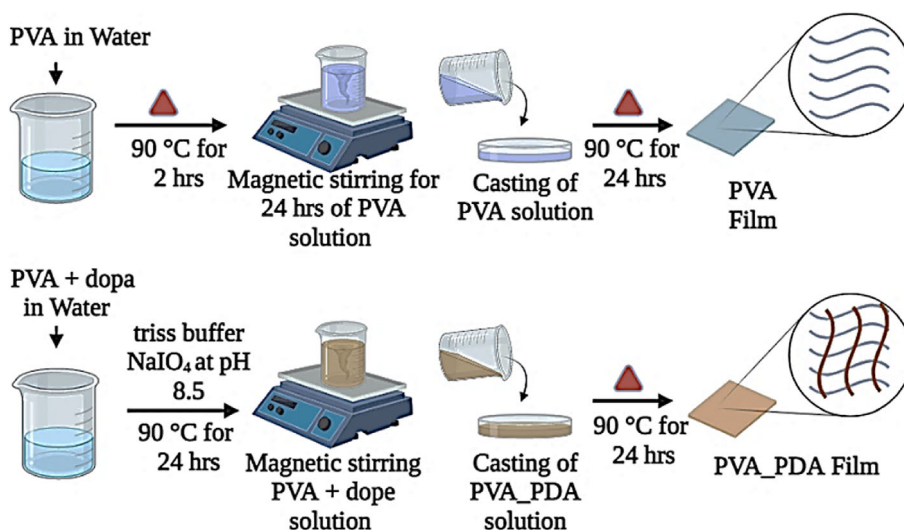 PVA in Water
90 °C for
2 hrs
Magnetic stirring for
24 hrs of PVA
solution
Casting of
PVA solution
90 °C for
24 hrs
PVA
Film
PVA + dopa
in Water
triss buffer
NaIO₄ at pH
8.5
90 °C for
24 hrs
Magnetic stirring
PVA + dope
solution
Casting of
PVA_PDA
solution
90 °C for
24 hrs
PVA_PDA Film